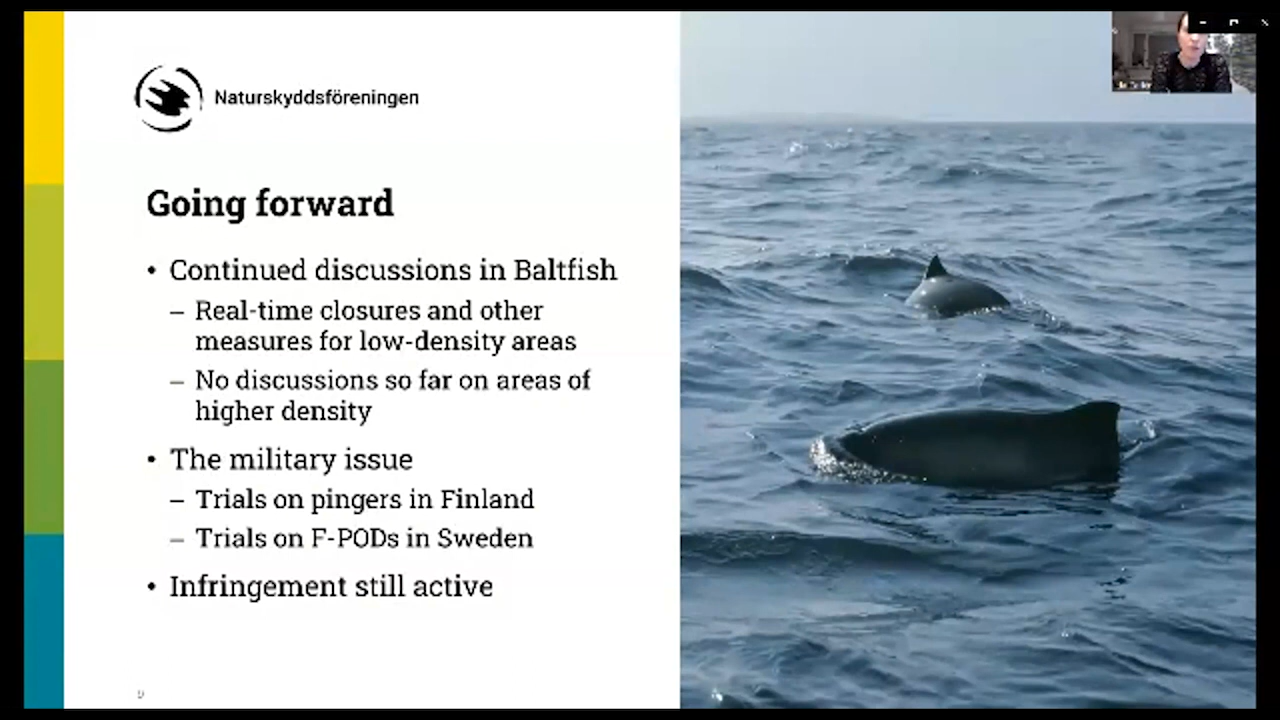 Naturskyddsföreningen
Going forward
• Continued discussions in Baltfish
– Real-time closures and other
measures for low-density areas
– No discussions so far on areas of
higher density
• The military issue
– Trials on pingers in Finland
– Trials on F-PODs in Sweden
• Infringement still active
9